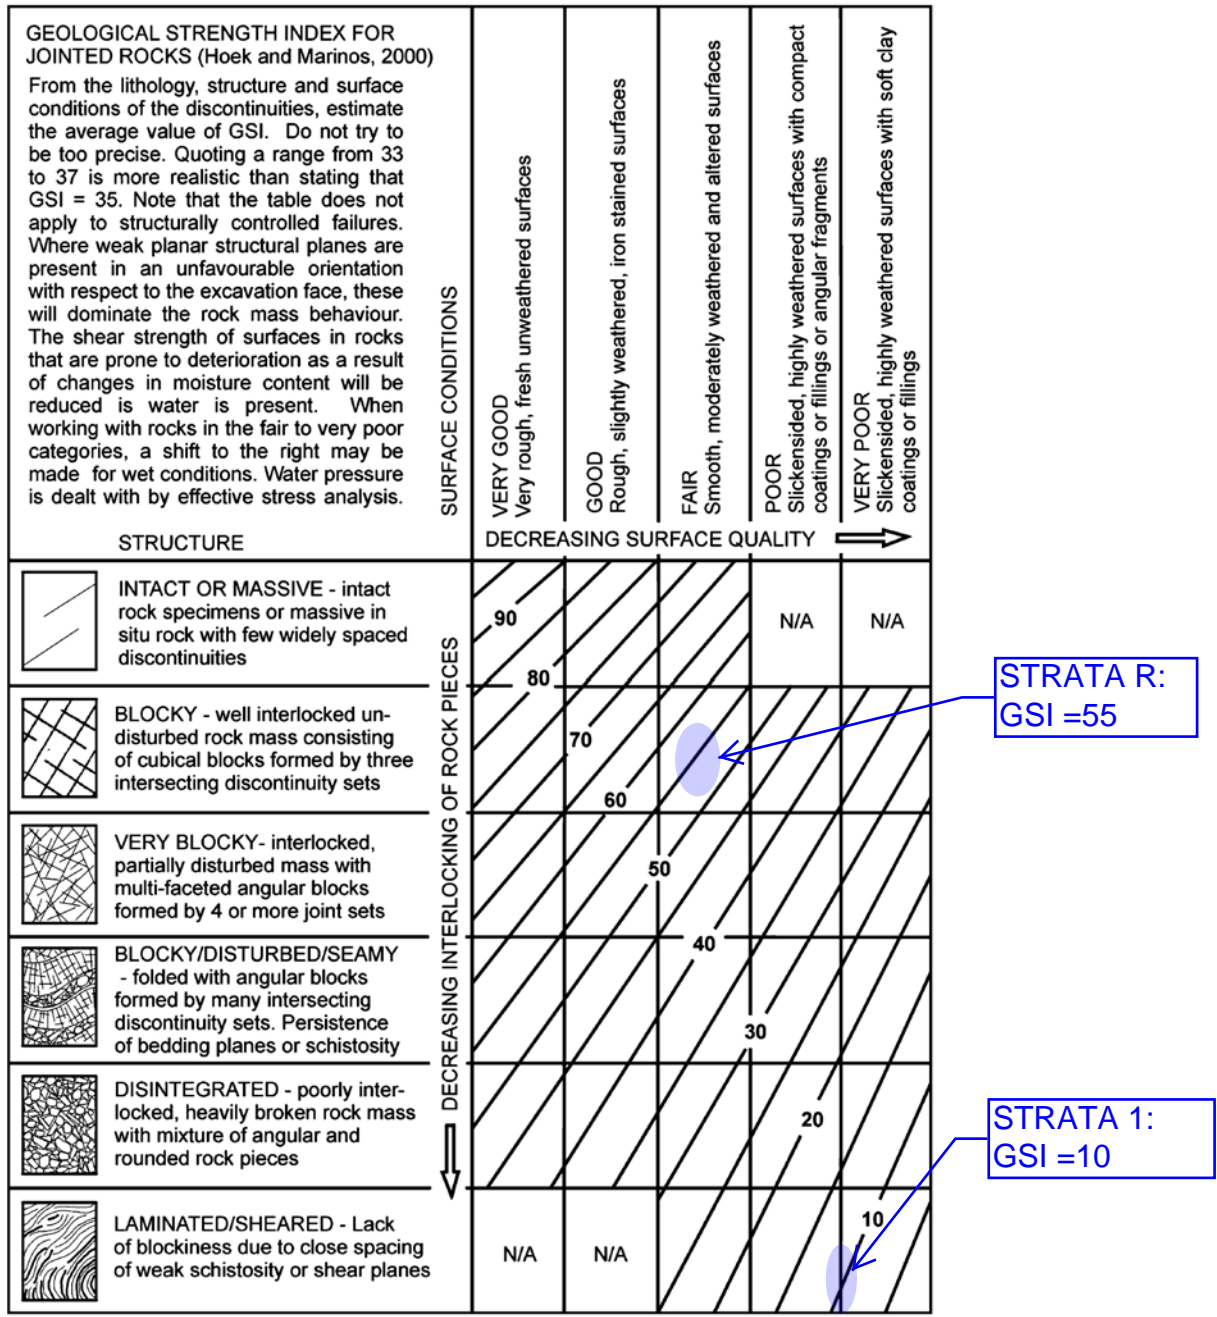 GEOLOGICAL STRENGTH INDEX FOR
JOINTED ROCKS (Hoek and Marinos, 2000)
From the lithology, structure and surface
conditions of the discontinuities, estimate
the average value of GSI. Do not try to
be too precise. Quoting a range from 33
to 37 is more realistic than stating that
GSI = 35. Note that the table does not
apply to structurally controlled failures.
Where weak planar structural planes are
present in an unfavourable orientation
with respect to the excavation face, these
will dominate the rock mass behaviour.
The shear strength of surfaces in rocks
that are prone to deterioration as a result
of changes in moisture content will be
reduced is water is present. When
working with rocks in the fair to very poor
categories, a shift to the right may be
made for wet conditions. Water pressure
is dealt with by effective stress analysis.
STRUCTURE
SURFACE CONDITIONS
VERY GOOD
Very rough, fresh unweathered surfaces
GOOD
Rough, slightly weathered, iron stained surfaces
FAIR
Smooth, moderately weathered and altered surfaces
POOR
Slickensided, highly weathered surfaces with compact
coatings or fillings or angular fragments
VERY POOR
Slickensided, highly weathered surfaces with soft clay
coatings or fillings
DECREASING SURFACE QUALITY
DECREASING INTERLOCKING OF ROCK PIECES
INTACT OR MASSIVE - intact
rock specimens or massive in
situ rock with few widely spaced
discontinuities
BLOCKY - well interlocked un-
disturbed rock mass consisting
of cubical blocks formed by three
intersecting discontinuity sets
VERY BLOCKY- interlocked,
partially disturbed mass with
multi-faceted angular blocks
formed by 4 or more joint sets
BLOCKY/DISTURBED/SEAMY
- folded with angular blocks
formed by many intersecting
discontinuity sets. Persistence
of bedding planes or schistosity
DISINTEGRATED - poorly inter-
locked, heavily broken rock mass
with mixture of angular and
rounded rock pieces
LAMINATED/SHEARED - Lack
of blockiness due to close spacing
of weak schistosity or shear planes
90
80
70
60
50
40
30
20
10
N/A
N/A
N/A
N/A
STRATA R:
GSI =55
STRATA 1:
GSI =10